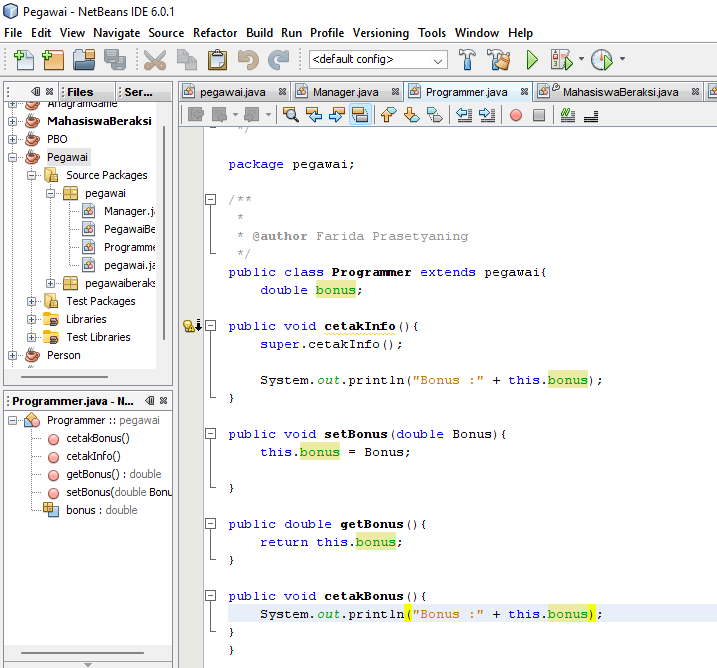 Pegawai - NetBeans IDE 6.0.1
File Edit View Navigate Source Refactor Build Run Profile Versioning Tools Window Help
<default config>
Files Ser...
AnagramGame
MahasiswaBeraksi
PBO
Pegawai
Source Packages
pegawai
Manager.ja
PegawaiBe
Programme
pegawai.ja
pegawaiberaks
Test Packages
Libraries
Test Libraries
Person
Programmer.java - N...
Programmer :: pegawai
cetakBonus()
cetakInfo()
getBonus() : double
setBonus(double Bonu
bonus : double
pegawai.java Manager.java Programmer.java MahasiswaBeraksi.java
*/
package pegawai;
/**
*
* @author Farida Prasetyaning
*/
public class Programmer extends pegawai{
double bonus;
public void cetakInfo(){
super.cetakInfo();
System.out.println("Bonus :" + this.bonus);
}
public void setBonus(double Bonus){
this.bonus = Bonus;
}
public double getBonus(){
return this.bonus;
}
public void cetakBonus(){
System.out.println("Bonus :" + this.bonus);
}
}